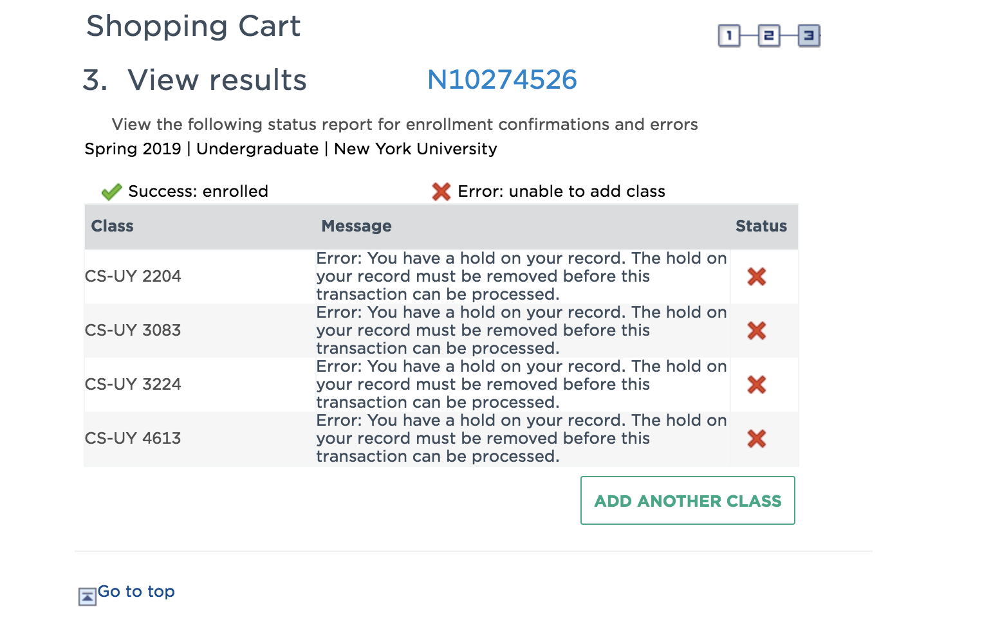 Shopping Cart
1 2 3
3. View results N10274526
View the following status report for enrollment confirmations and errors
Spring 2019 | Undergraduate | New York University
Success: enrolled Error: unable to add class
Class Message Status
CS-UY 2204
Error: You have a hold on your record. The hold on
your record must be removed before this
transaction can be processed.
CS-UY 3083
Error: You have a hold on your record. The hold on
your record must be removed before this
transaction can be processed.
CS-UY 3224
Error: You have a hold on your record. The hold on
your record must be removed before this
transaction can be processed.
CS-UY 4613
Error: You have a hold on your record. The hold on
your record must be removed before this
transaction can be processed.
ADD ANOTHER CLASS
Go to top